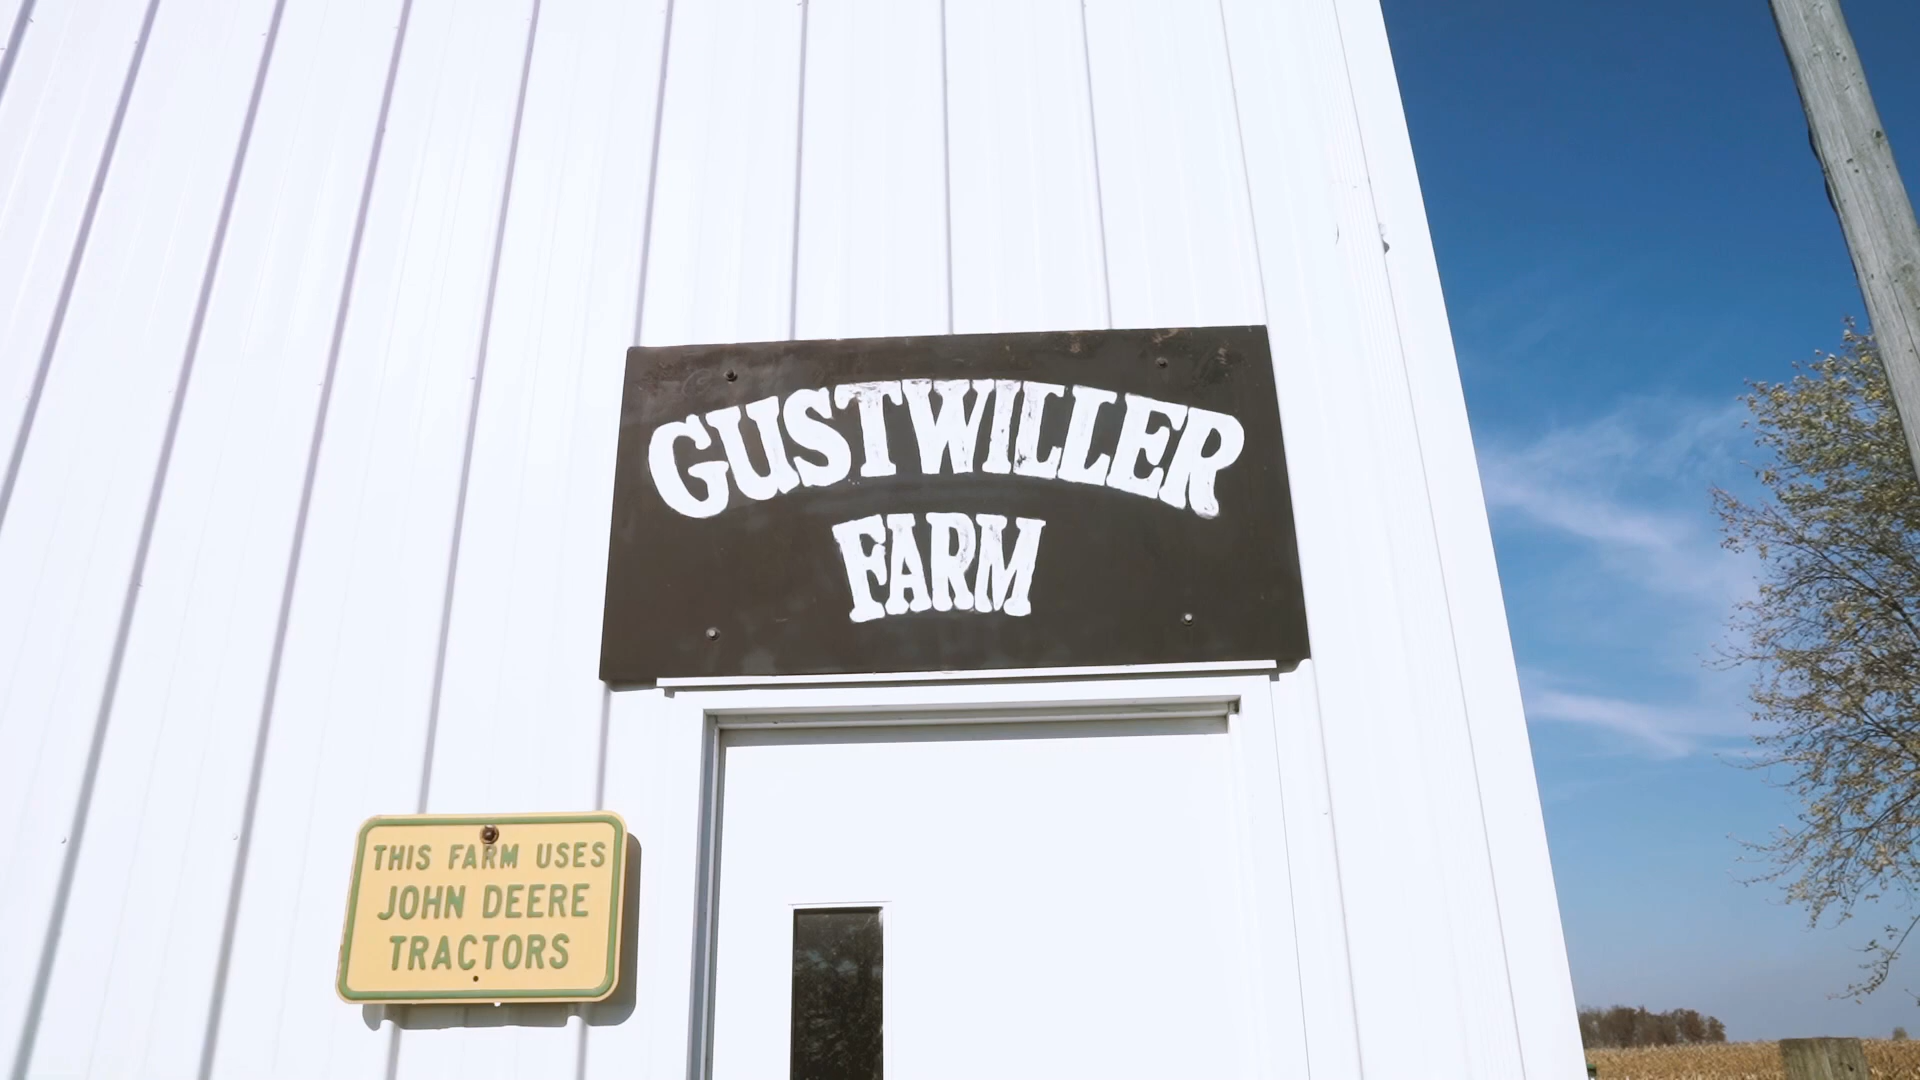 GUSTWILLER
FARM
THIS FARM USES
JOHN DEERE
TRACTORS